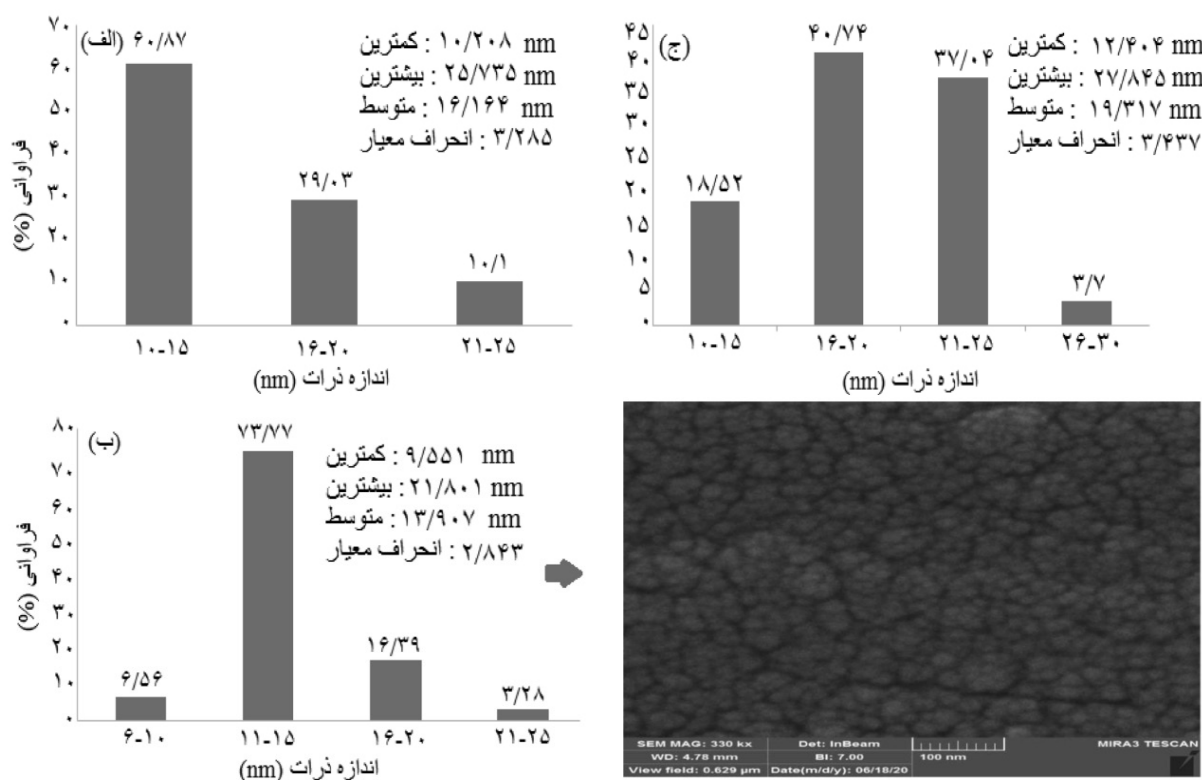 (الف)
۷۰
۶۰
۵۰
۴۰
۳۰
۲۰
۱۰
۰
فراوانی (%)
۶۰/۸۷
۲۹/۰۳
۱۰/۱
کمترین : ۱۰/۲۰۸ nm
بیشترین : ۲۵/۷۳۵ nm
متوسط : ۱۶/۱۶۴ nm
انحراف معیار : ۳/۲۸۵
۱۰-۱۵
۱۶-۲۰
۲۱-۲۵
اندازه ذرات (nm)
(ج)
۴۵
۴۰
۳۵
۳۰
۲۵
۲۰
۱۵
۱۰
۵
۰
۱۸/۵۲
۴۰/۷۴
۳۷/۰۴
۳/۷
کمترین : ۱۲/۴۰۴ nm
بیشترین : ۲۷/۸۴۵ nm
متوسط : ۱۹/۳۱۷ nm
انحراف معیار : ۳/۴۳۷
۱۰-۱۵
۱۶-۲۰
۲۱-۲۵
۲۶-۳۰
اندازه ذرات (nm)
(ب)
۸۰
۷۰
۶۰
۵۰
۴۰
۳۰
۲۰
۱۰
۰
فراوانی (%)
۶/۵۶
۷۳/۷۷
۱۶/۳۹
۳/۲۸
کمترین : ۹/۵۵۱ nm
بیشترین : ۲۱/۸۰۱ nm
متوسط : ۱۳/۹۰۷ nm
انحراف معیار : ۲/۸۴۳
۶-۱۰
۱۱-۱۵
۱۶-۲۰
۲۱-۲۵
اندازه ذرات (nm)
SEM MAG: 330 kx Det: InBeam MIRA3 TESCAN
WD: 4.78 mm BI: 7.00 100 nm
View field: 0.629 µm Date(m/d/y): 06/18/20